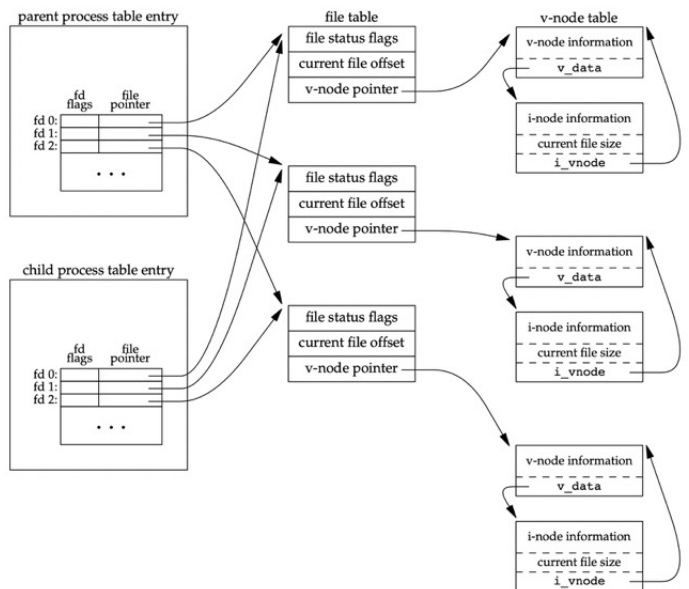 parent process table entry
fd flags
file pointer
fd 0:
fd 1:
fd 2:
• • •
child process table entry
fd flags
file pointer
fd 0:
fd 1:
fd 2:
• • •
file table
file status flags
current file offset
v-node pointer
file status flags
current file offset
v-node pointer
file status flags
current file offset
v-node pointer
v-node table
v-node information
v_data
i-node information
current file size
i_vnode
v-node information
v_data
i-node information
current file size
i_vnode
v-node information
v_data
i-node information
current file size
i_vnode